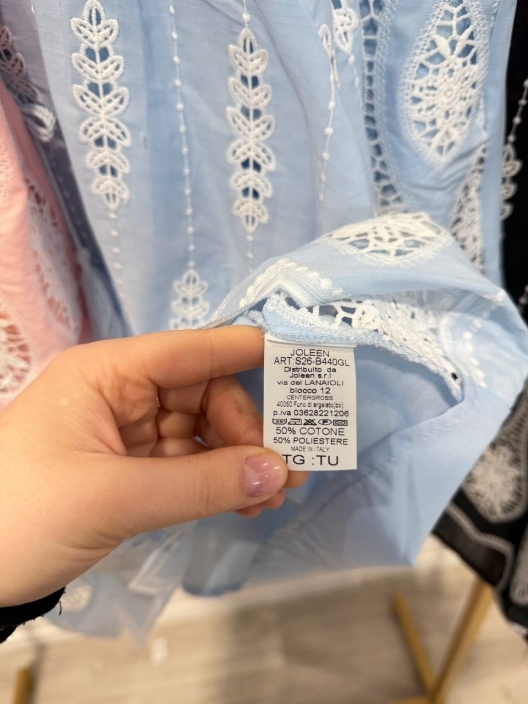 JOLEEN
ART:S26-B440GL
Distribuito da
Joleen s.r.l
via dei LANAIOLI
blocco 12
CENTERGROSS
40050 Funo di argelato(bo)
p.iva 03628221206
50% COTONE
50% POLIESTERE
MADE IN ITALY
TG :TU